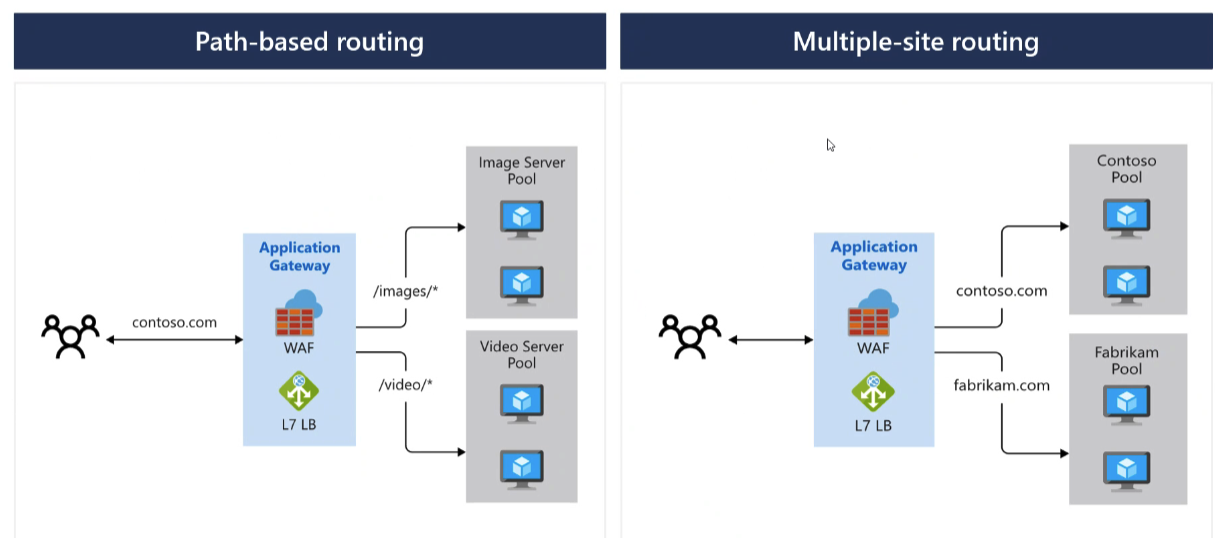 Path-based routing
Multiple-site routing
Image Server
Pool
Application
Gateway
/images/*
contoso.com
WAF
Video Server
Pool
/video/*
L7 LB
Contoso
Pool
Application
Gateway
contoso.com
WAF
Fabrikam
Pool
fabrikam.com
L7 LB